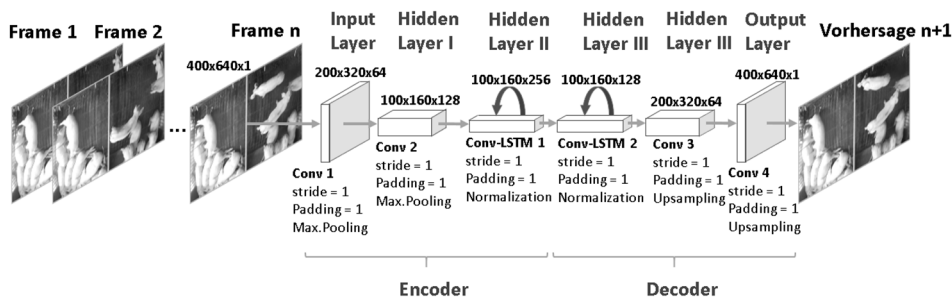 Frame 1
Frame 2
...
Frame n
400x640x1
Input
Layer
200x320x64
Conv 1
stride = 1
Padding = 1
Max.Pooling
Hidden
Layer I
100x160x128
Conv 2
stride = 1
Padding = 1
Max.Pooling
Hidden
Layer II
100x160x256
Conv-LSTM 1
stride = 1
Padding = 1
Normalization
Hidden
Layer III
100x160x128
Conv-LSTM 2
stride = 1
Padding = 1
Normalization
Hidden
Layer III
200x320x64
Conv 3
stride = 1
Padding = 1
Upsampling
Output
Layer
400x640x1
Conv 4
stride = 1
Padding = 1
Upsampling
Vorhersage n+1
Encoder
Decoder